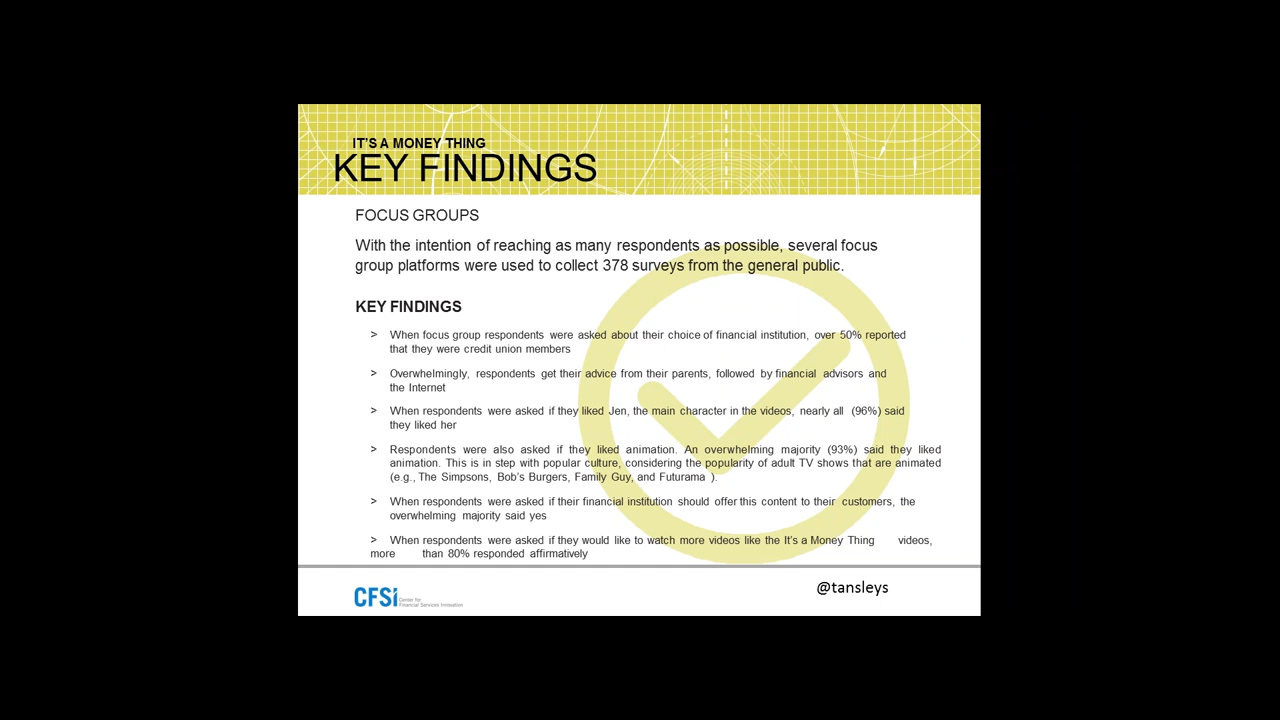 IT'S A MONEY THING
KEY FINDINGS
FOCUS GROUPS
With the intention of reaching as many respondents as possible, several focus
group platforms were used to collect 378 surveys from the general public.
KEY FINDINGS
> When focus group respondents were asked about their choice of financial institution, over 50% reported
that they were credit union members
> Overwhelmingly, respondents get their advice from their parents, followed by financial advisors and
the Internet
> When respondents were asked if they liked Jen, the main character in the videos, nearly all (96%) said
they liked her
> Respondents were also asked if they liked animation. An overwhelming majority (93%) said they liked
animation. This is in step with popular culture, considering the popularity of adult TV shows that are animated
(e.g., The Simpsons, Bob's Burgers, Family Guy, and Futurama ).
> When respondents were asked if their financial institution should offer this content to their customers, the
overwhelming majority said yes
> When respondents were asked if they would like to watch more videos like the It's a Money Thing videos,
more than 80% responded affirmatively
CFSi Center for
Financial Services Innovation
@tansleys